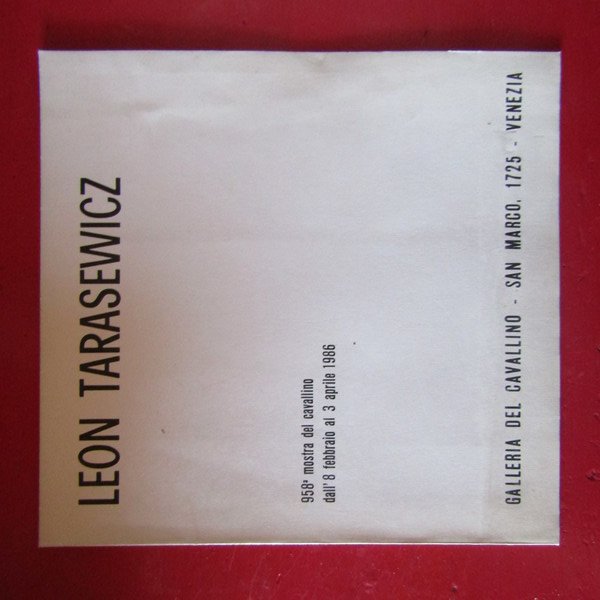 LEON TARASEWICZ
958ª mostra del cavallino
dall'8 febbraio al 3 aprile 1986
GALLERIA DEL CAVALLINO - SAN MARCO, 1725 - VENEZIA